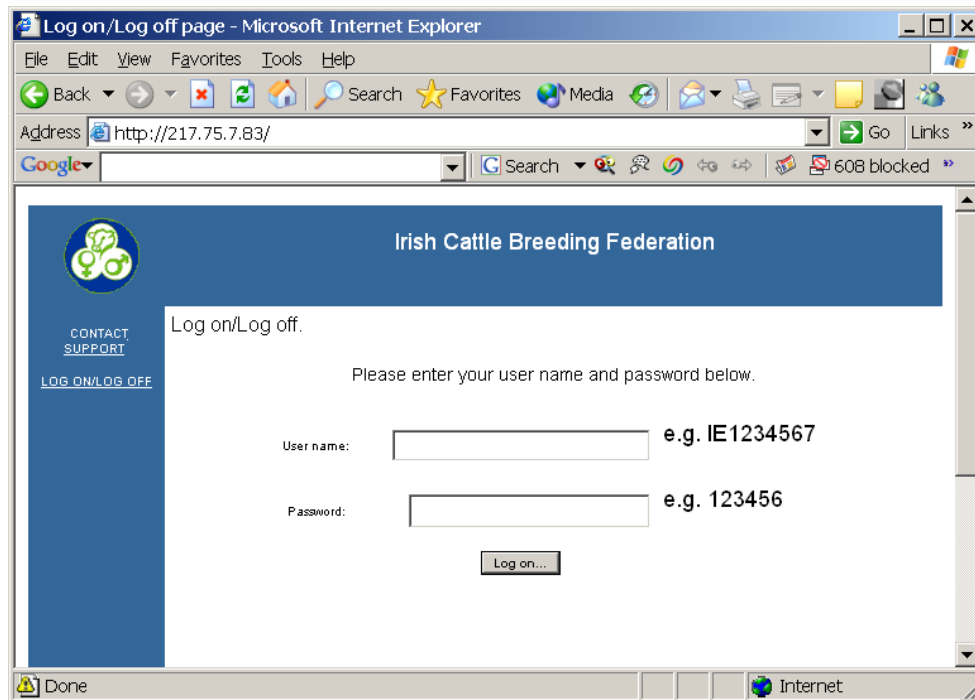 Log on/Log off page - Microsoft Internet Explorer
File Edit View Favorites Tools Help
Back Search Favorites Media
Address http://217.75.7.83/ Go Links »
Google G Search 608 blocked »
Irish Cattle Breeding Federation
CONTACT
SUPPORT
LOG ON/LOG OFF
Log on/Log off.
Please enter your user name and password below.
User name: e.g. IE1234567
Password: e.g. 123456
Log on...
Done Internet